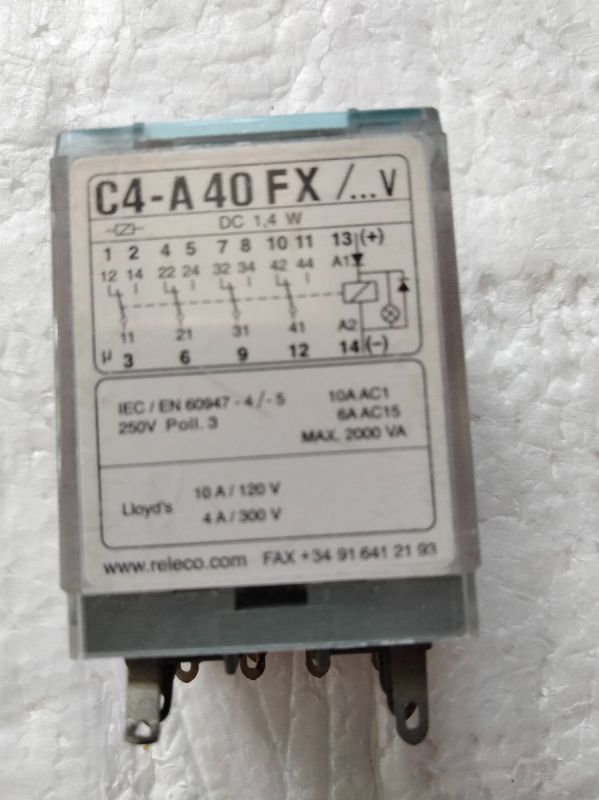 C4-A40 FX /...V
DC 1,4 W
1 2 4 5 7 8 10 11 13 (+)
12 14 22 24 32 34 42 44 A1
11 21 31 41 A2
µ 3 6 9 12 14 (-)
IEC / EN 60947 - 4 / - 5 10A AC1
250V Poll. 3 6A AC15
MAX. 2000 VA
10 A / 120 V
Lloyd's
4 A / 300 V
www.releco.com FAX +34 91 641 21 93